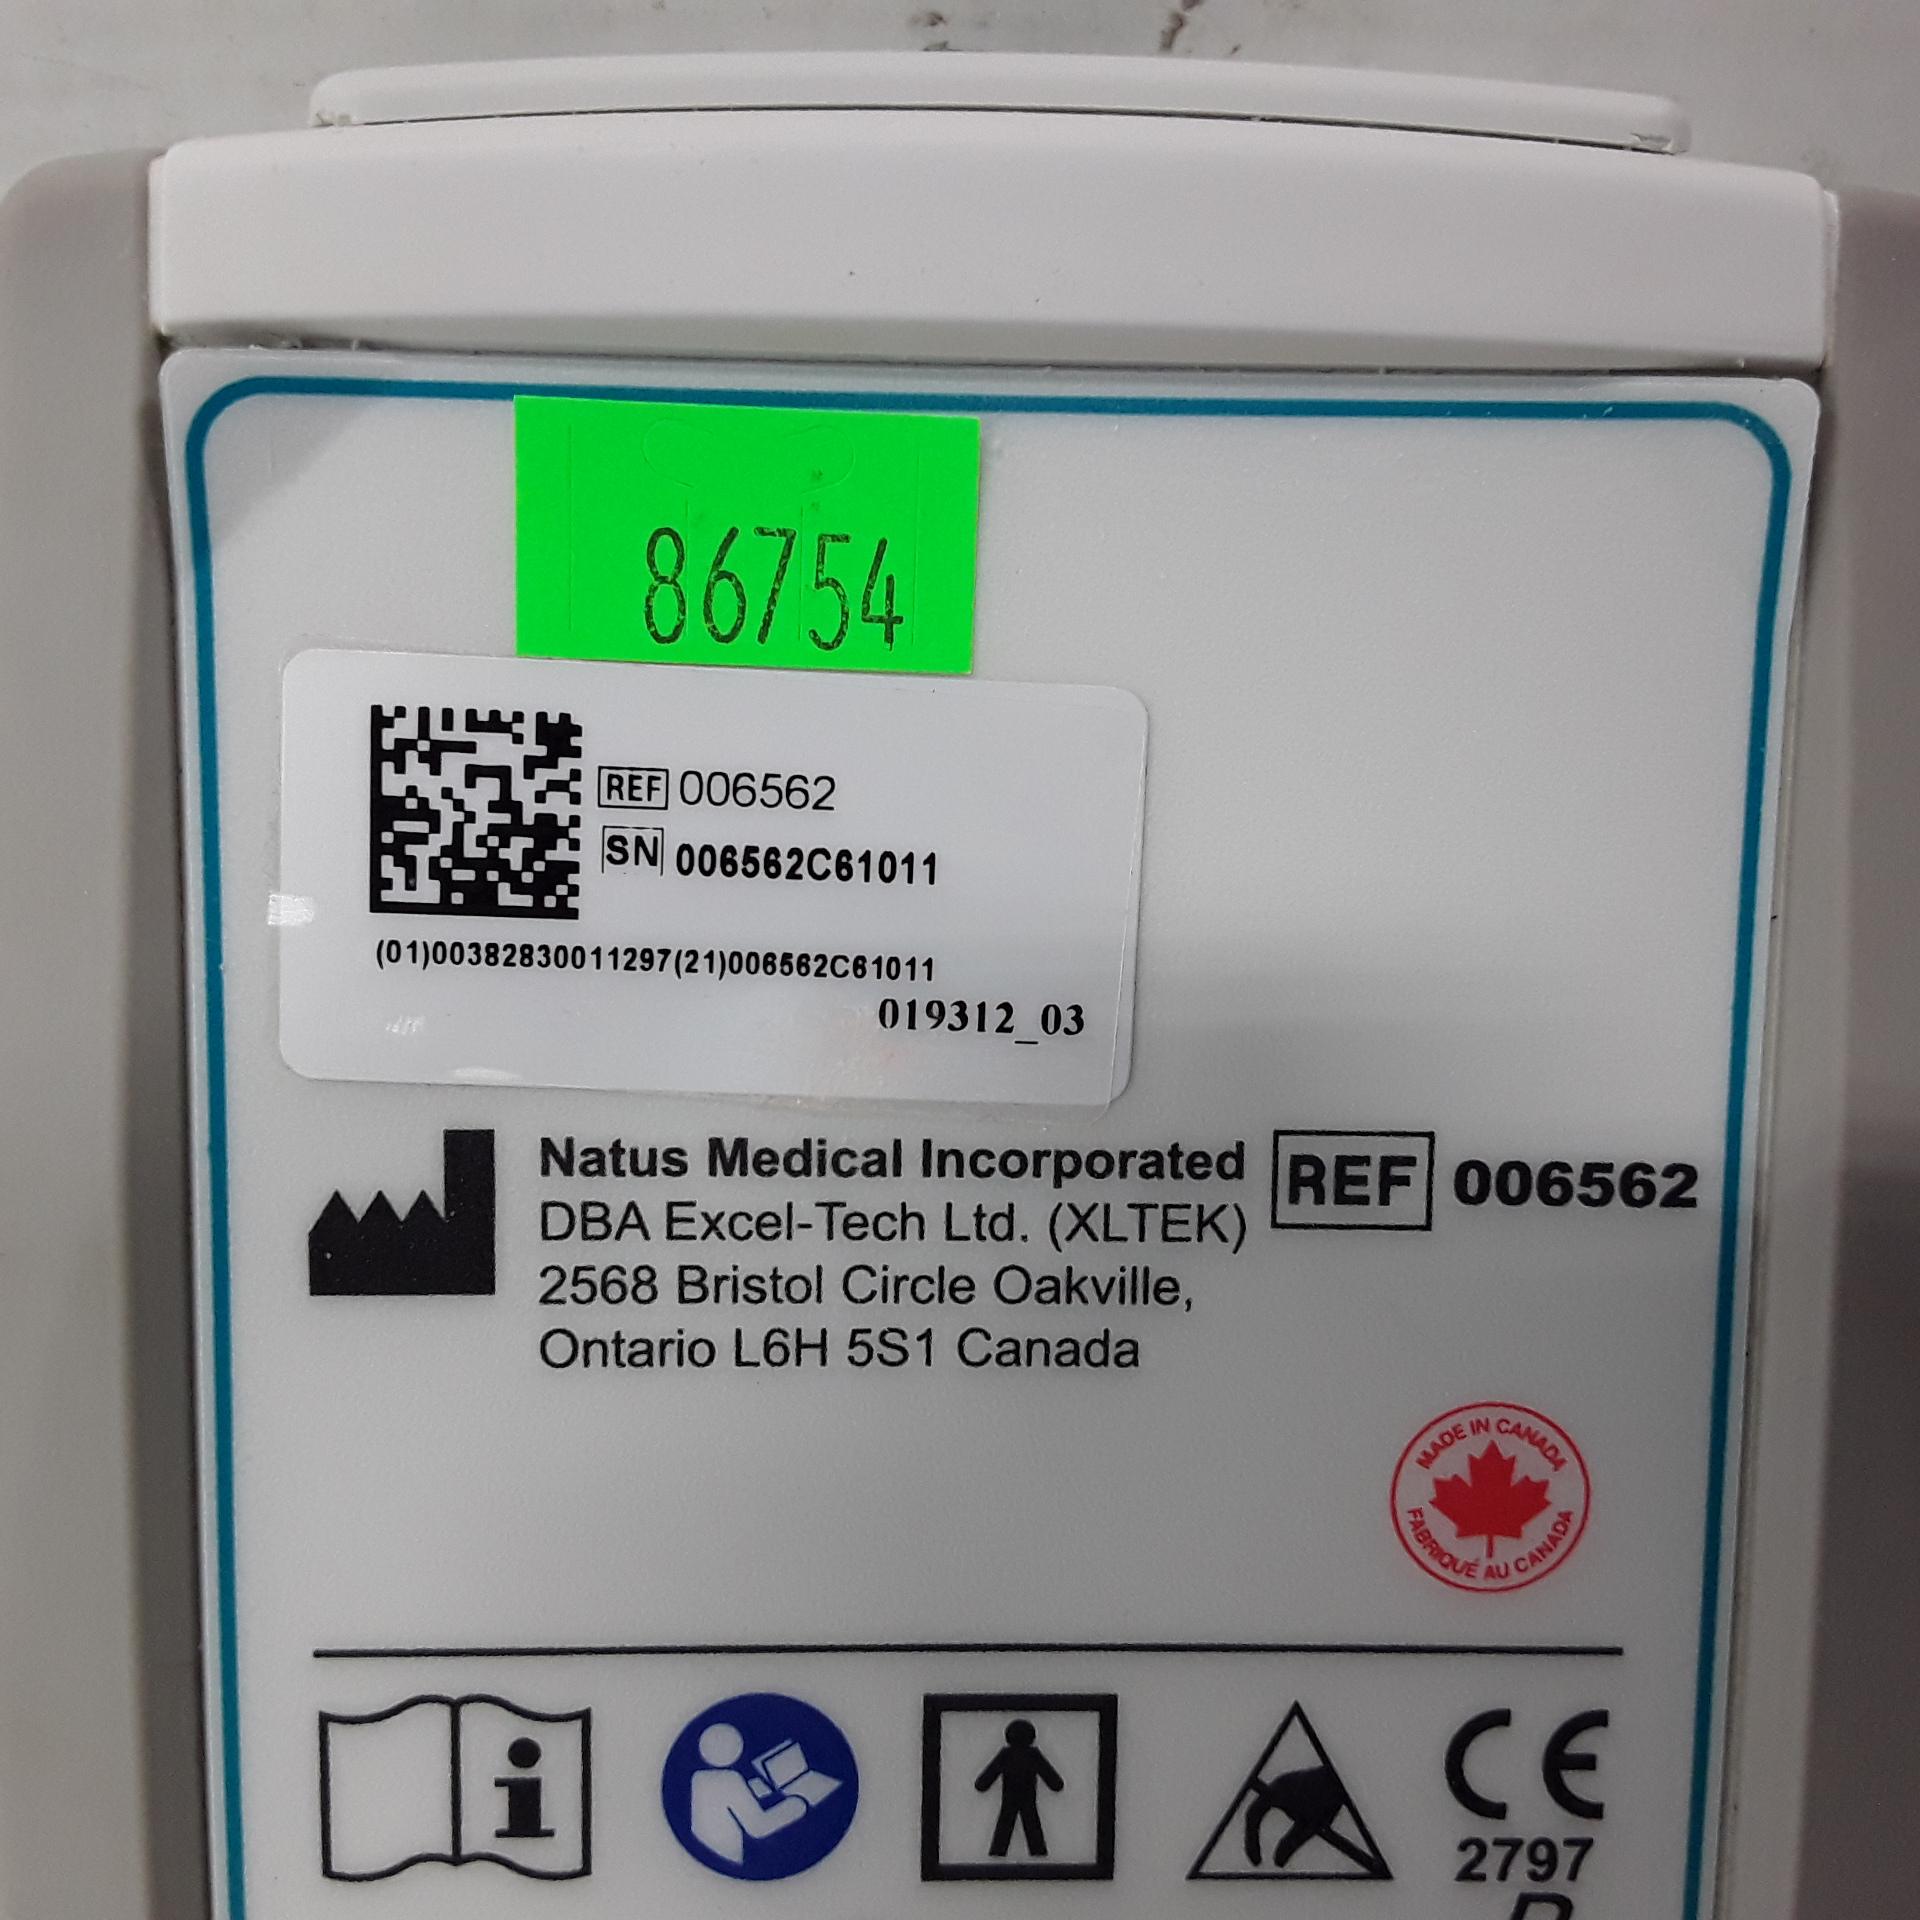 86754
REF 006562
SN 006562C61011
(01)00382830011297(21)006562C61011
019312_03
Natus Medical Incorporated
DBA Excel-Tech Ltd. (XLTEK)
2568 Bristol Circle Oakville,
Ontario L6H 5S1 Canada
REF 006562
MADE IN CANADA
FABRIQUÉ AU CANADA
i
CE
2797